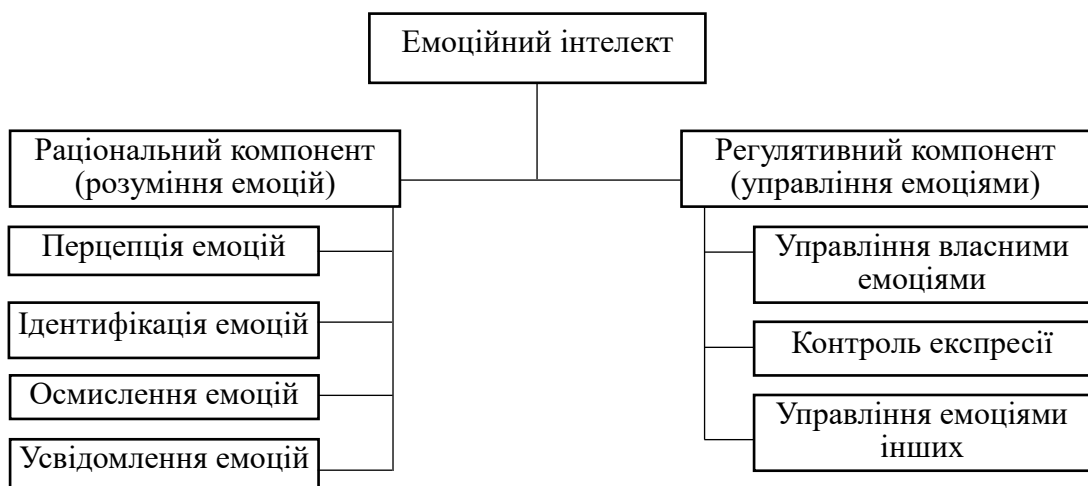 Емоційний інтелект
Раціональний компонент
(розуміння емоцій)
Перцепція емоцій
Ідентифікація емоцій
Осмислення емоцій
Усвідомлення емоцій
Регулятивний компонент
(управління емоціями)
Управління власними
емоціями
Контроль експресії
Управління емоціями
інших